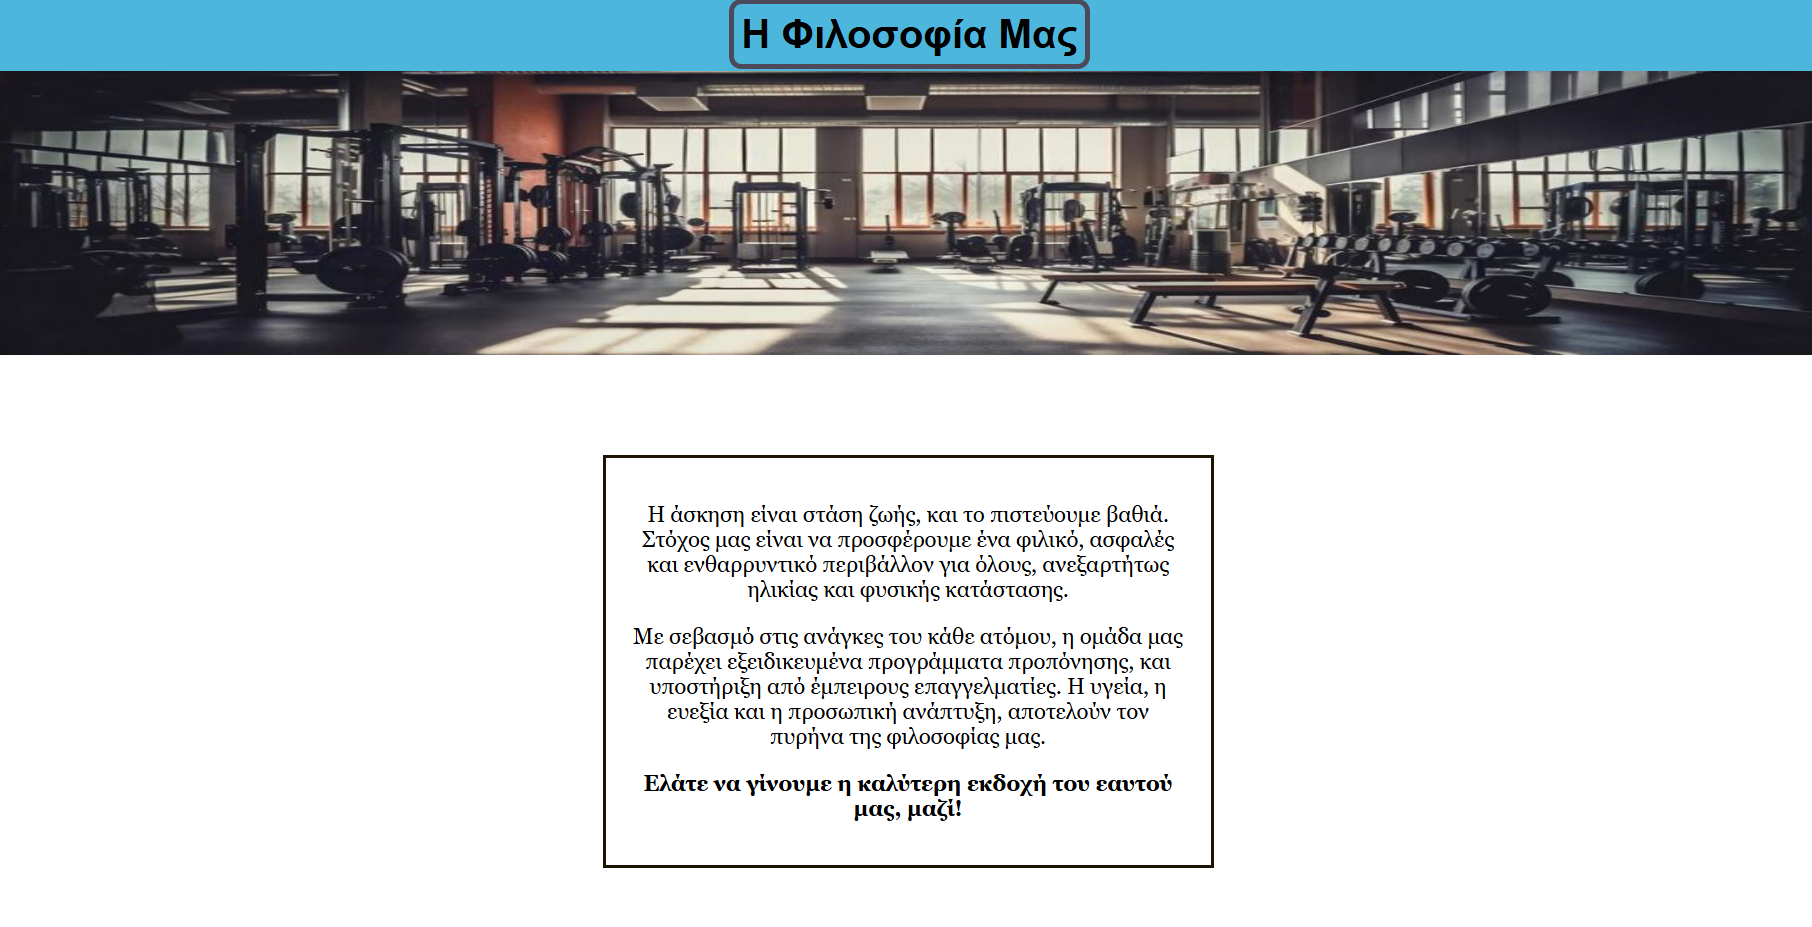 Η Φιλοσοφία Μας
Η άσκηση είναι στάση ζωής, και το πιστεύουμε βαθιά.
Στόχος μας είναι να προσφέρουμε ένα φιλικό, ασφαλές
και ενθαρρυντικό περιβάλλον για όλους, ανεξαρτήτως
ηλικίας και φυσικής κατάστασης.
Με σεβασμό στις ανάγκες του κάθε ατόμου, η ομάδα μας
παρέχει εξειδικευμένα προγράμματα προπόνησης, και
υποστήριξη από έμπειρους επαγγελματίες. Η υγεία, η
ευεξία και η προσωπική ανάπτυξη, αποτελούν τον
πυρήνα της φιλοσοφίας μας.
Ελάτε να γίνουμε η καλύτερη εκδοχή του εαυτού
μας, μαζί!